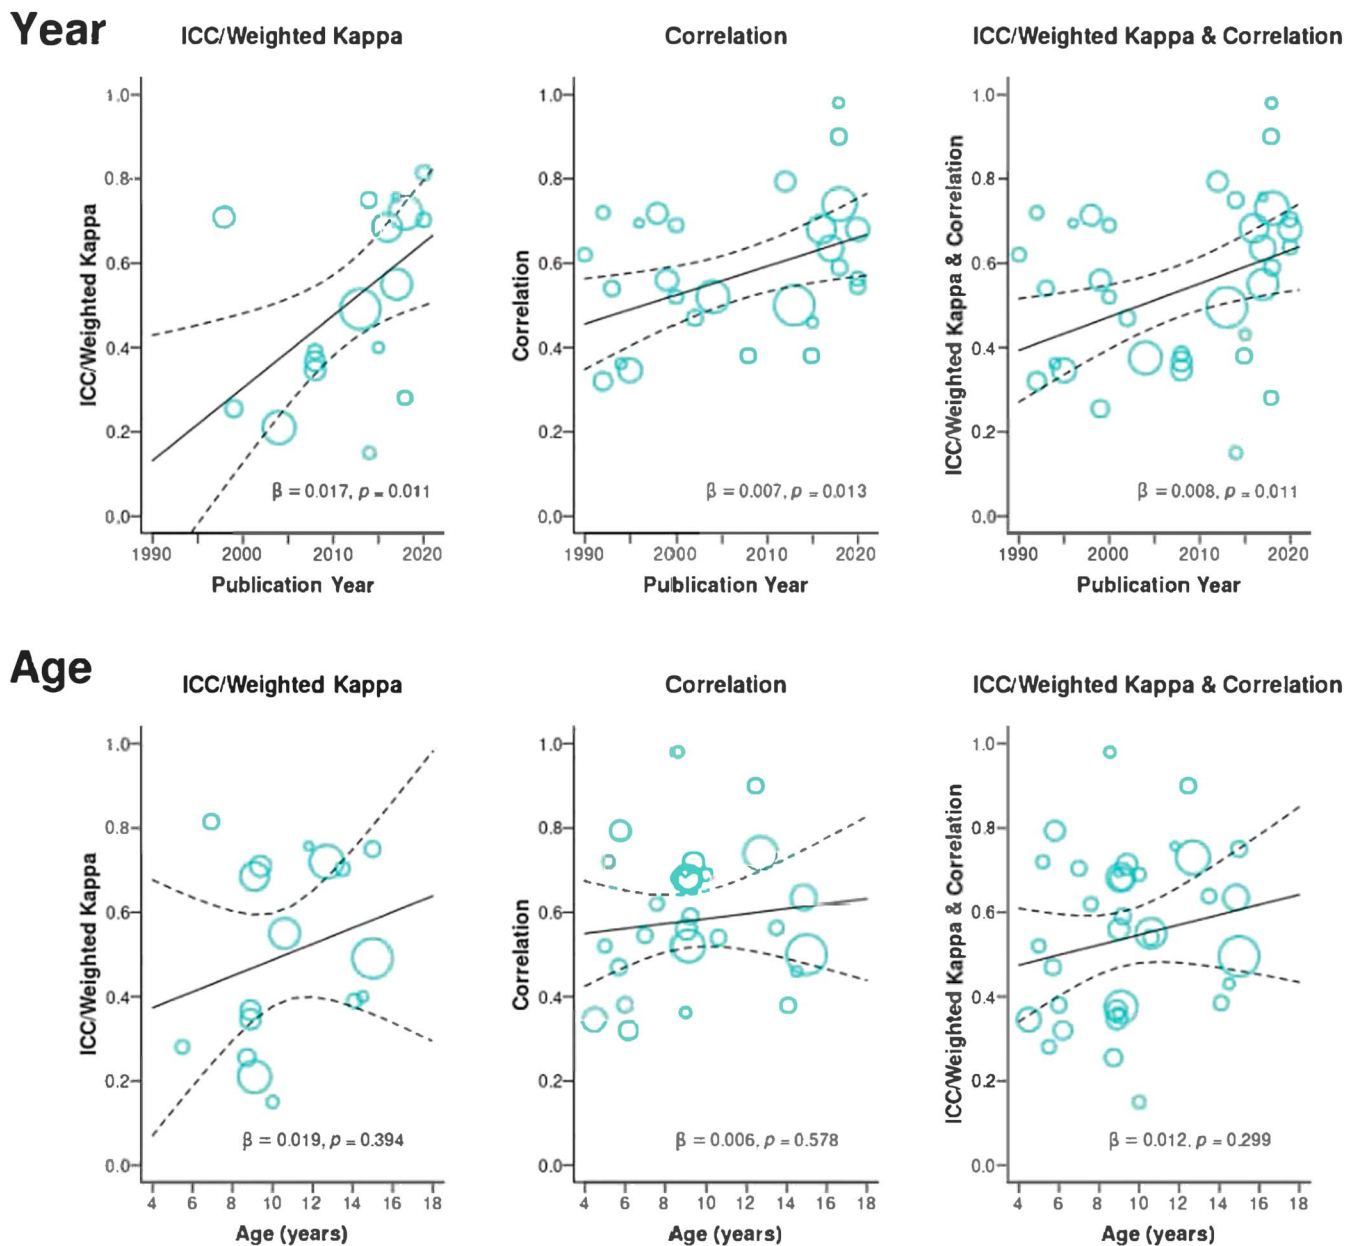 Year
ICC/Weighted Kappa
Correlation
ICC/Weighted Kappa & Correlation
ICC/Weighted Kappa
1.0
0.8
0.6
0.4
0.2
0.0
β = 0.017, p = 0.011
1990 2000 2010 2020
Publication Year
Correlation
1.0
0.8
0.6
0.4
0.2
0.0
β = 0.007, p = 0.013
1990 2000 2010 2020
Publication Year
ICC/Weighted Kappa & Correlation
1.0
0.8
0.6
0.4
0.2
0.0
β = 0.008, p = 0.011
1990 2000 2010 2020
Publication Year
Age
ICC/Weighted Kappa
Correlation
ICC/Weighted Kappa & Correlation
ICC/Weighted Kappa
1.0
0.8
0.6
0.4
0.2
0.0
β = 0.019, p = 0.394
4 6 8 10 12 14 16 18
Age (years)
Correlation
1.0
0.8
0.6
0.4
0.2
0.0
β = 0.006, p = 0.578
4 6 8 10 12 14 16 18
Age (years)
ICC/Weighted Kappa & Correlation
1.0
0.8
0.6
0.4
0.2
0.0
β = 0.012, p = 0.299
4 6 8 10 12 14 16 18
Age (years)